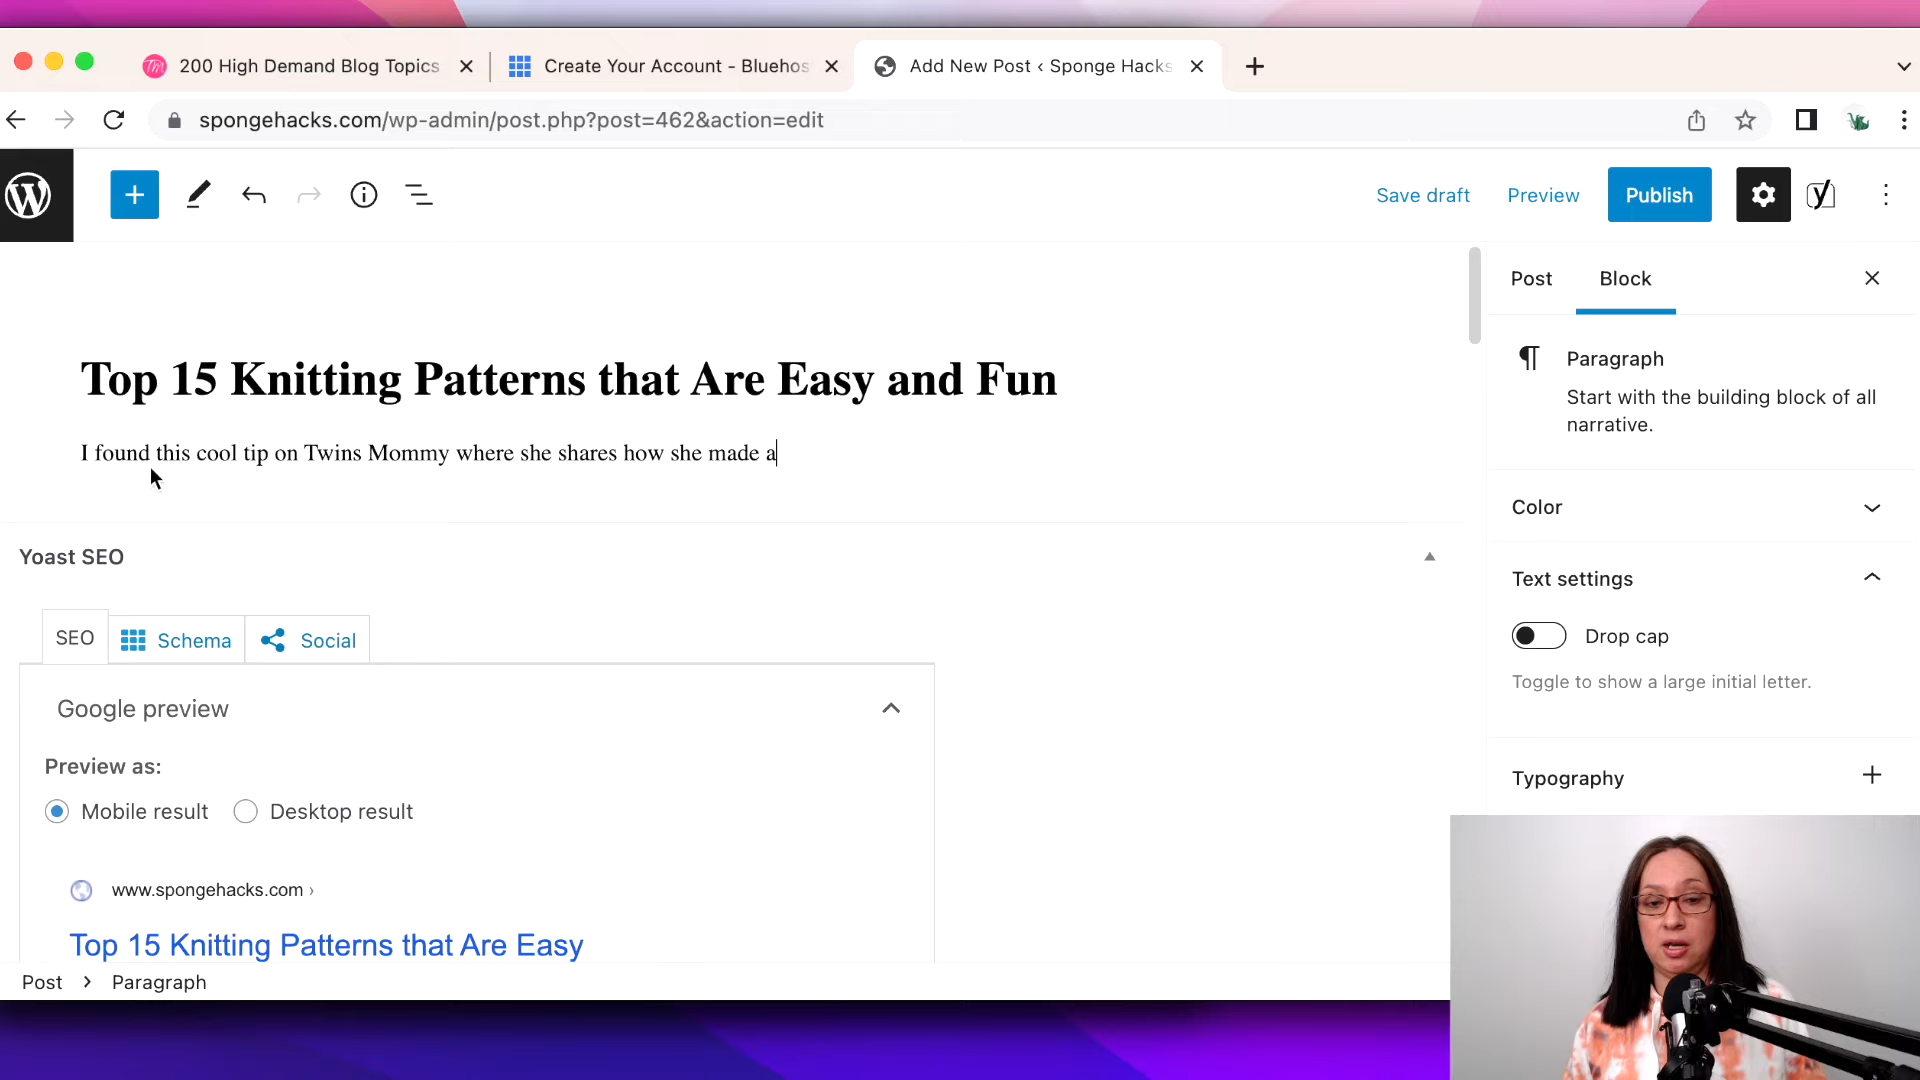 200 High Demand Blog Topics
Create Your Account - Bluehos
Add New Post ‹ Sponge Hacks
spongehacks.com/wp-admin/post.php?post=462&action=edit
Save draft
Preview
Publish
Post
Block
Top 15 Knitting Patterns that Are Easy and Fun
I found this cool tip on Twins Mommy where she shares how she made a
Paragraph
Start with the building block of all
narrative.
Color
Text settings
Drop cap
Toggle to show a large initial letter.
Typography
Yoast SEO
SEO
Schema
Social
Google preview
Preview as:
Mobile result
Desktop result
www.spongehacks.com ›
Top 15 Knitting Patterns that Are Easy
Post > Paragraph